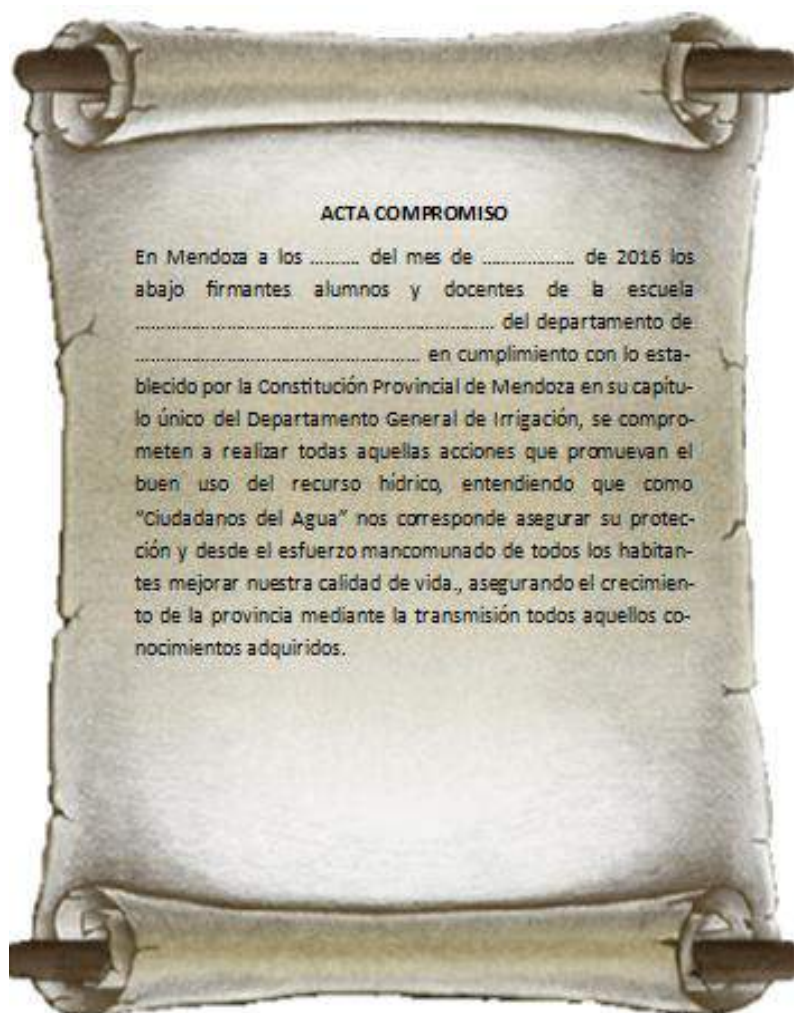 ACTA COMPROMISO
En Mendoza a los ......... del mes de ................... de 2016 los
abajo firmantes alumnos y docentes de la escuela
.......................................................................... del departamento de
........................................................... en cumplimiento con lo esta-
blecido por la Constitución Provincial de Mendoza en su capítu-
lo único del Departamento General de Irrigación, se compro-
meten a realizar todas aquellas acciones que promuevan el
buen uso del recurso hídrico, entendiendo que como
“Ciudadanos del Agua” nos corresponde asegurar su protec-
ción y desde el esfuerzo mancomunado de todos los habitan-
tes mejorar nuestra calidad de vida., asegurando el crecimien-
to de la provincia mediante la transmisión todos aquellos co-
nocimientos adquiridos.